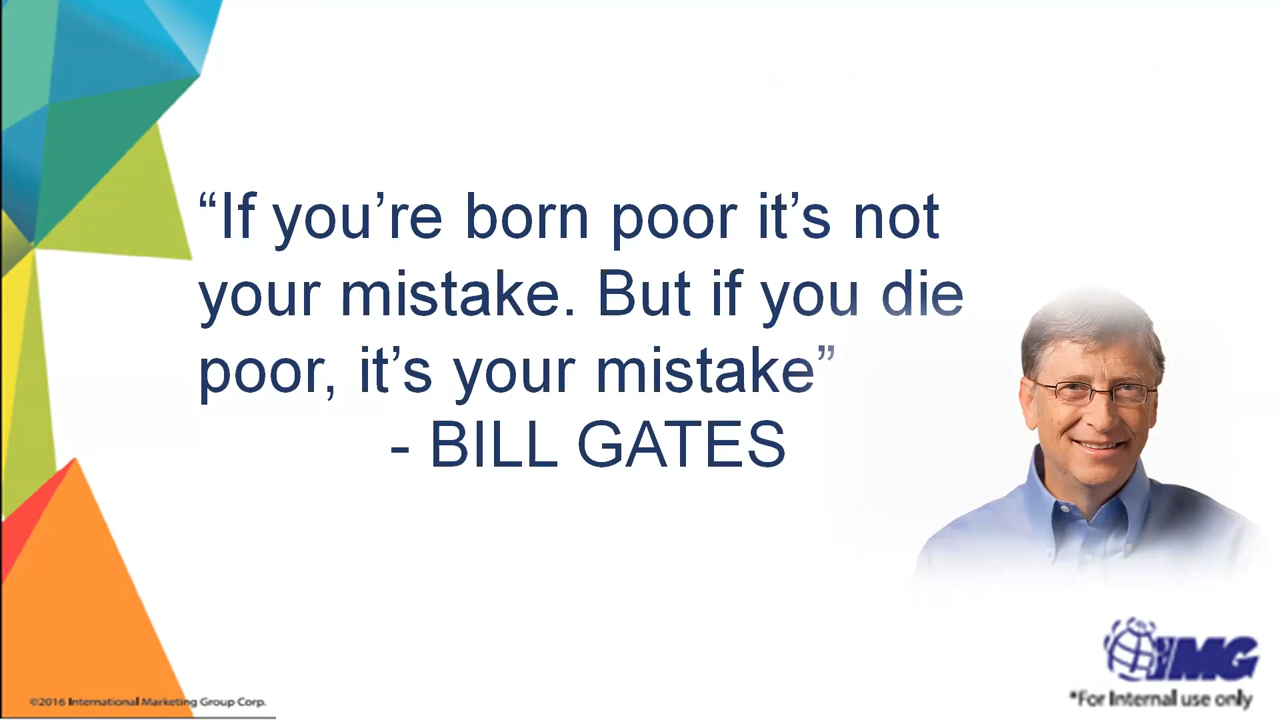 “If you’re born poor it’s not
your mistake. But if you die
poor, it’s your mistake”
- BILL GATES
IMG
*For Internal use only
©2016 International Marketing Group Corp.